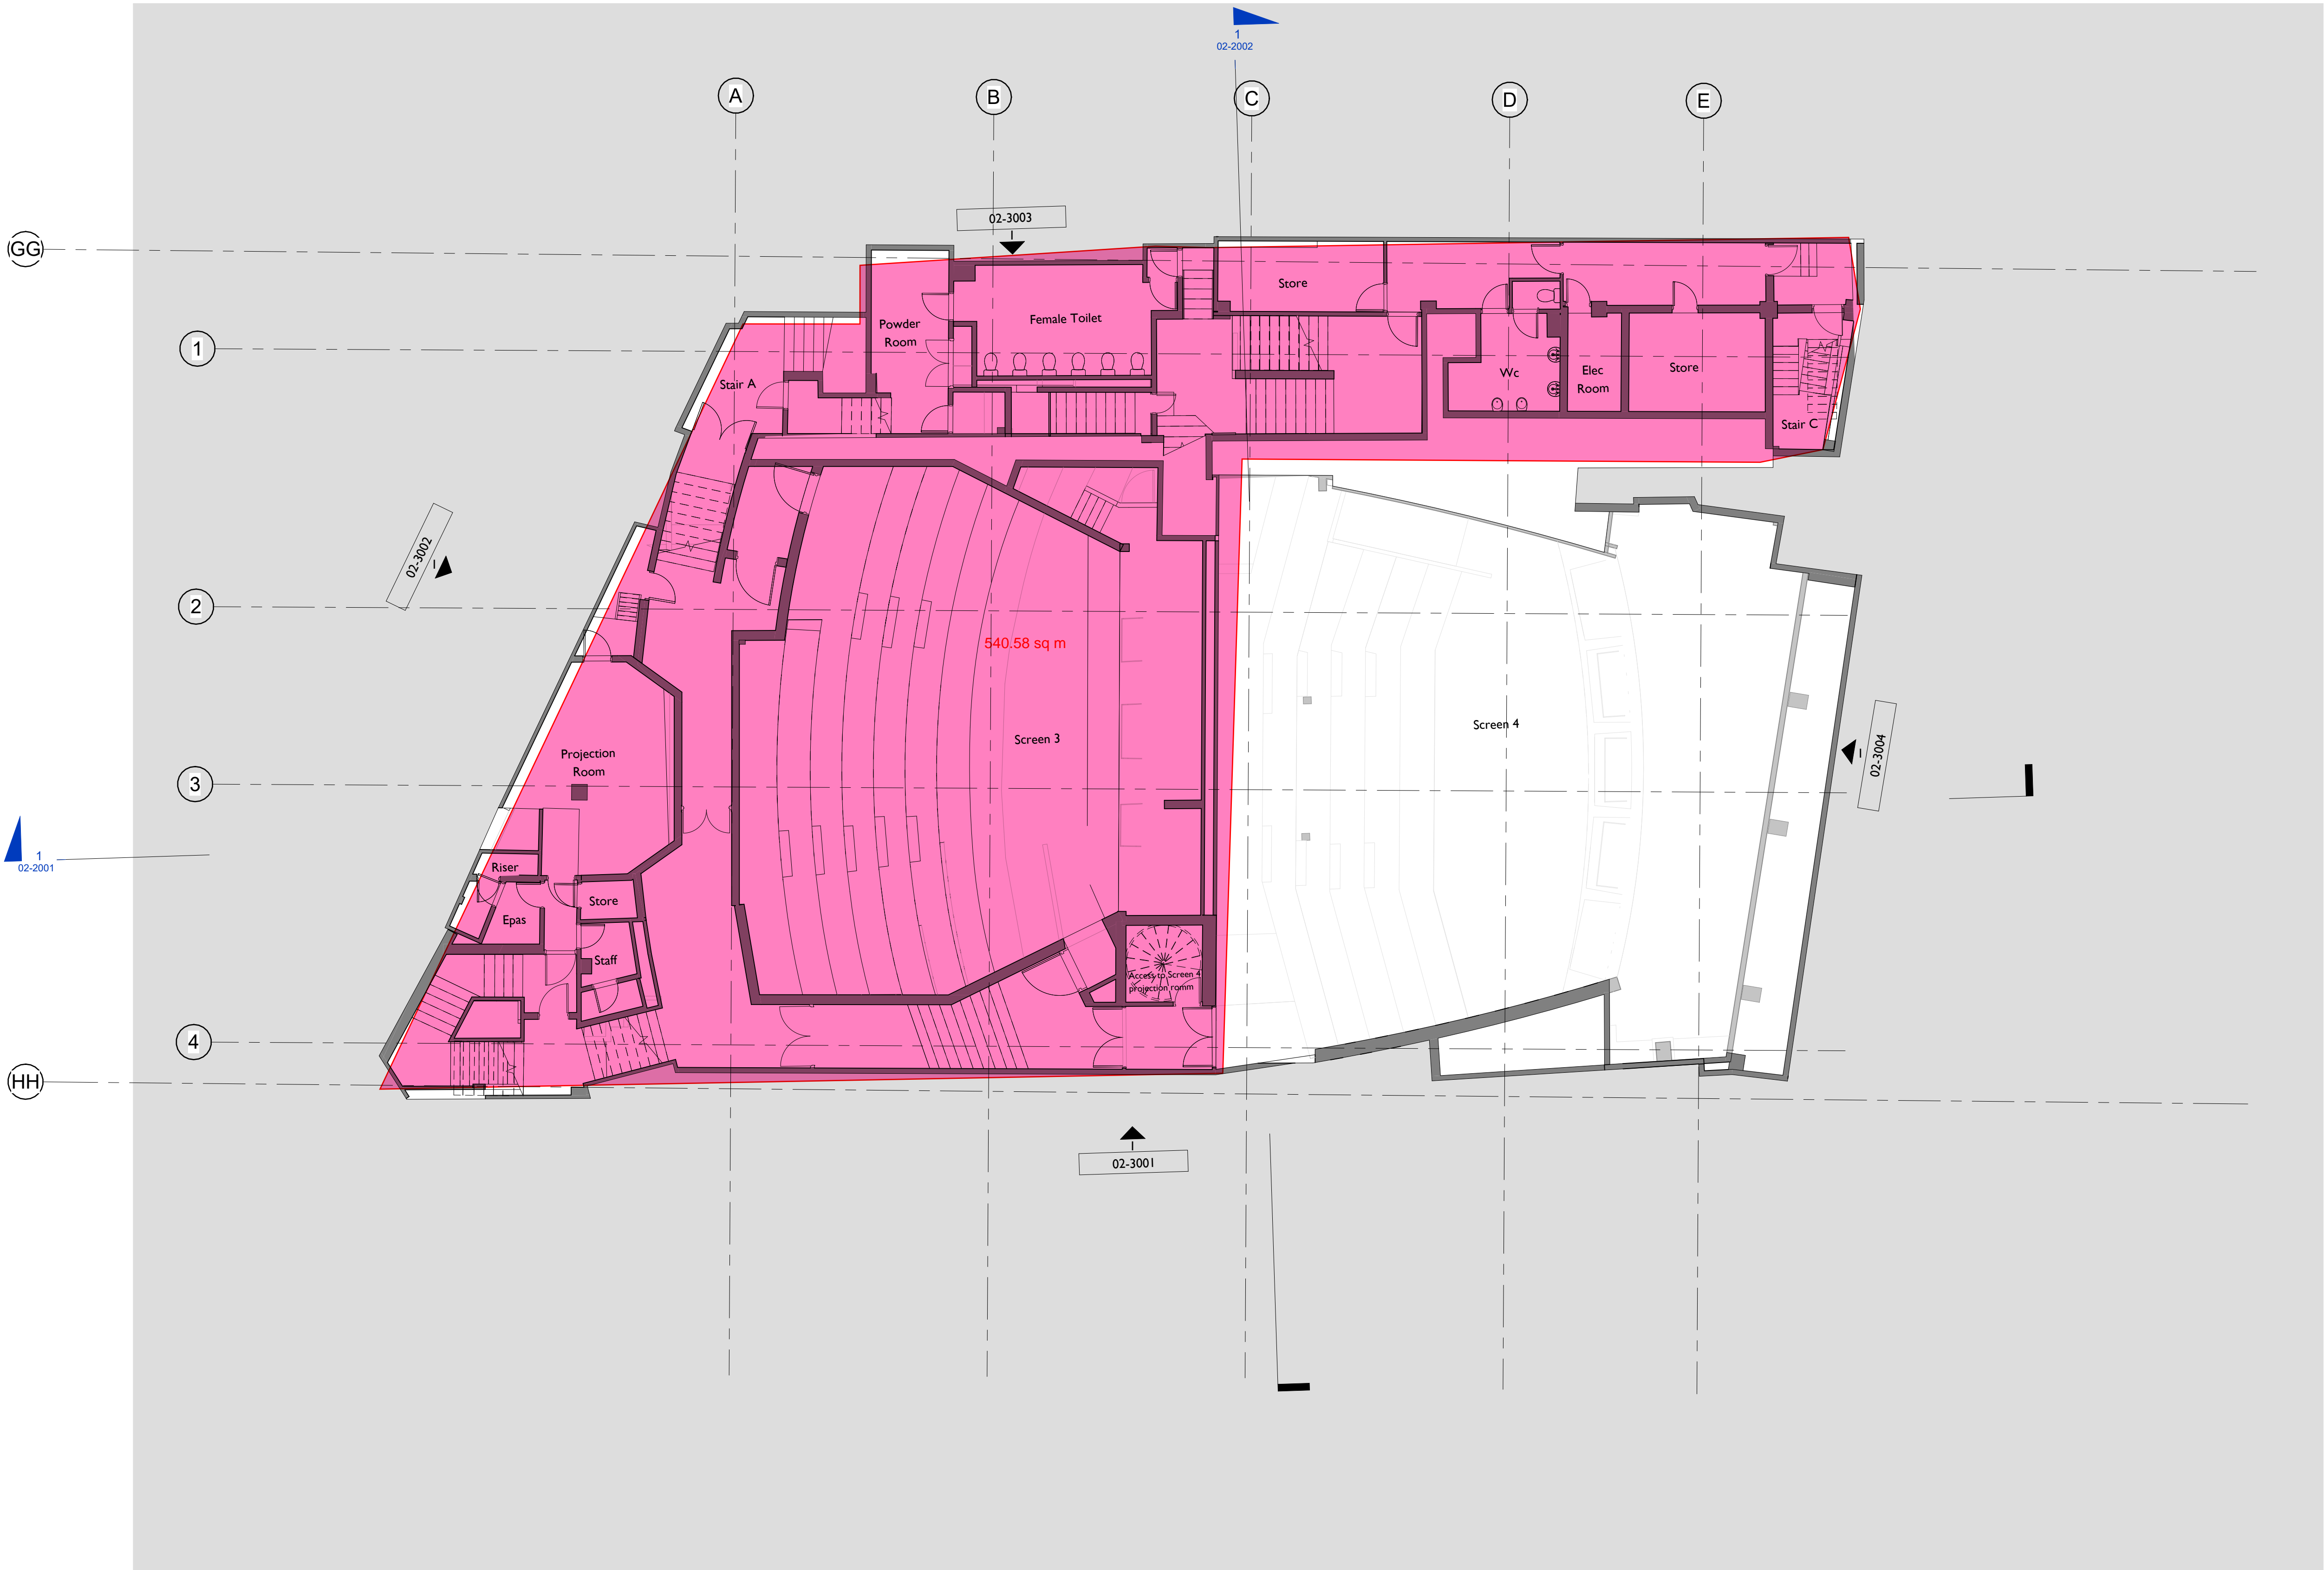 1
02-2002
A
B
C
D
E
02-3003
GG
1
Store
Powder
Room
Female Toilet
Stair A
Wc
Elec
Room
Store
Stair C
02-3002
2
540.58 sq m
Screen 3
Screen 4
Projection
Room
02-3004
3
1
02-2001
Riser
Store
Epas
Staff
Access to Screen 4
projection romm
4
HH
02-3001